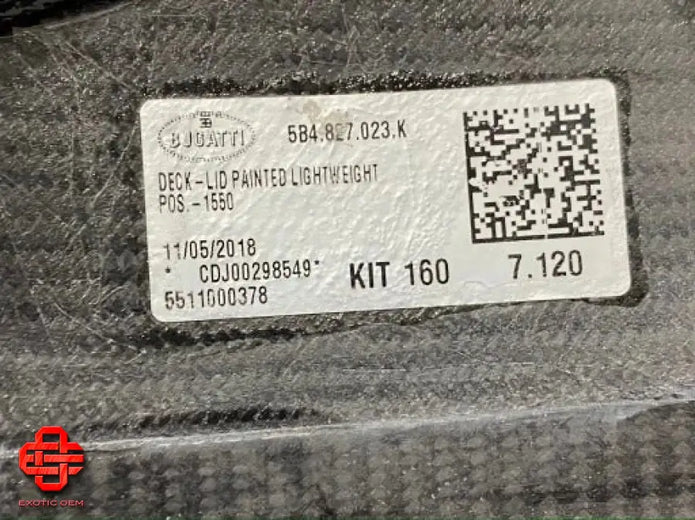 BUGATTI
5B4.827.023.K
DECK-LID PAINTED LIGHTWEIGHT
POS.-1550
11/05/2018
* CDJ00298549*
KIT 160
7.120
5511000378
EXOTIC OEM